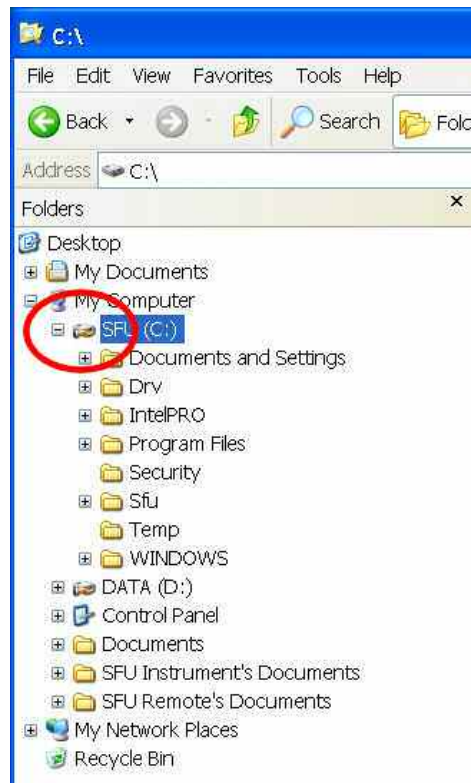 C:\
File Edit View Favorites Tools Help
Back Search Fold
Address C:\
Folders
Desktop
My Documents
My Computer
SFU (C:)
Documents and Settings
Drv
IntelPRO
Program Files
Security
Sfu
Temp
WINDOWS
DATA (D:)
Control Panel
Documents
SFU Instrument's Documents
SFU Remote's Documents
My Network Places
Recycle Bin